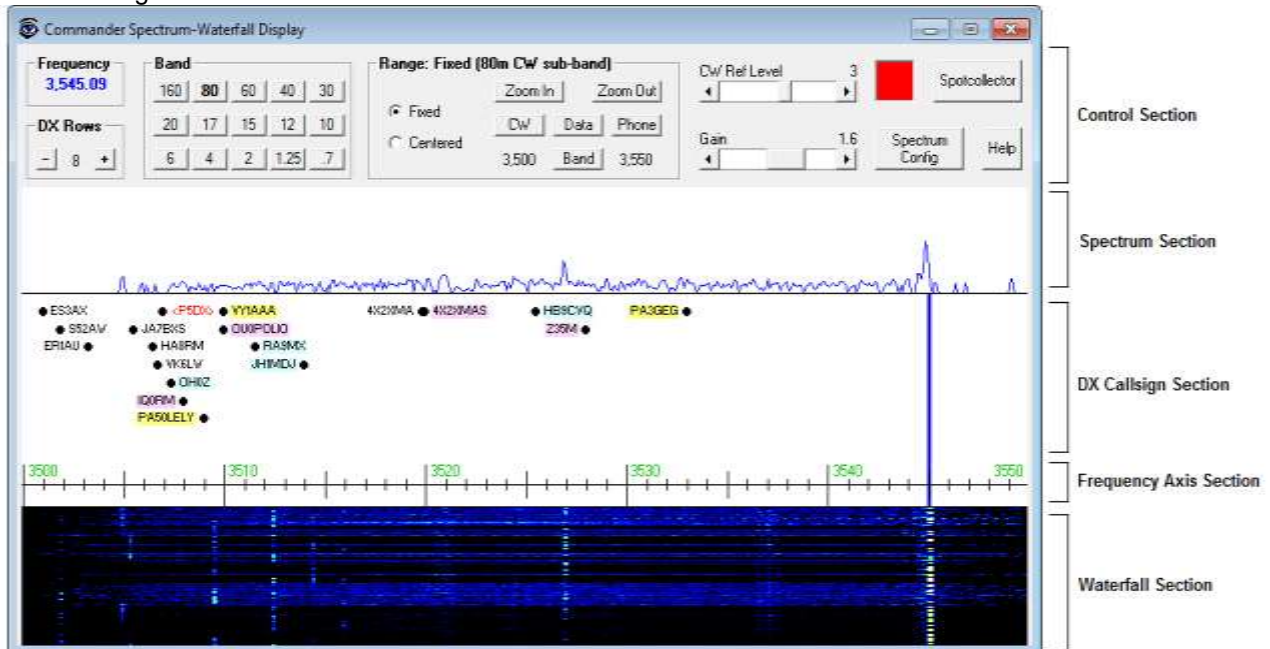 Commander Spectrum-Waterfall Display
Frequency
3,545.09
DX Rows
- 8 +
Band
160 80 60 40 30
20 17 15 12 10
6 4 2 1.25 .7
Range: Fixed (80m CW sub-band)
Fixed
Centered
Zoom In Zoom Out
CW Data Phone
3,500 Band 3,550
CW Ref Level 3
Gain 1.6
Spotcollector
Spectrum
Config
Help
Control Section
Spectrum Section
ES3AX <P5DX> VY1AAA 4X2XMA 4X2XMAS HB9CVQ PA3GEG
S52AW JA7BXS OU0POLIO Z35M
ER1AU HA8RM RA9MX
VK6LW JH1MDJ
OH0Z
IQ0RM
PA50LELY
DX Callsign Section
3500 3510 3520 3530 3540 3550
Frequency Axis Section
Waterfall Section